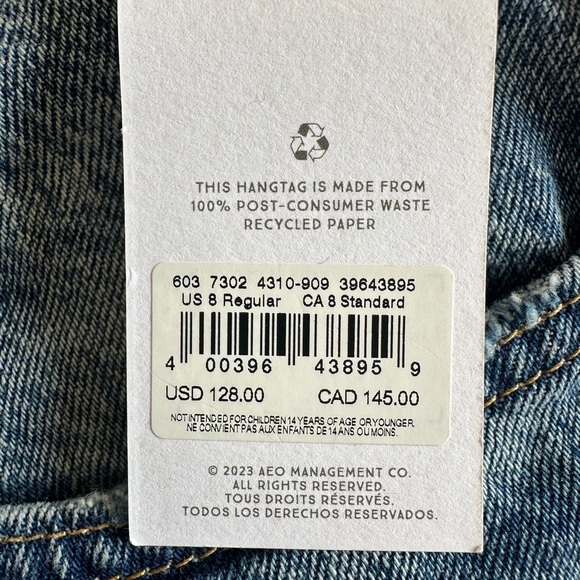 THIS HANGTAG IS MADE FROM
100% POST-CONSUMER WASTE
RECYCLED PAPER
603 7302 4310-909 39643895
US 8 Regular CA 8 Standard
4 00396 43895 9
USD 128.00 CAD 145.00
NOT INTENDED FOR CHILDREN 14 YEARS OF AGE OR YOUNGER.
NE CONVIENT PAS AUX ENFANTS DE 14 ANS OU MOINS.
© 2023 AEO MANAGEMENT CO.
ALL RIGHTS RESERVED.
TOUS DROITS RÉSERVÉS.
TODOS LOS DERECHOS RESERVADOS.